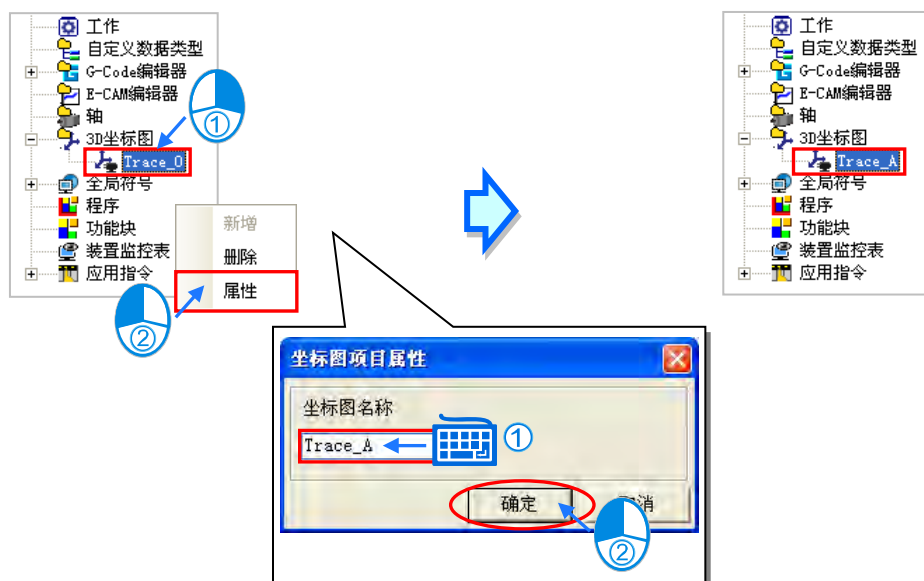 工作
自定义数据类型
G-Code编辑器
E-CAM编辑器
轴
①
3D坐标图
Trace_0
全局符号
程序
功能块
装置监控表
应用指令
新增
删除
属性
②
坐标图项目属性
坐标图名称
Trace_A
①
确定
消
②
工作
自定义数据类型
G-Code编辑器
E-CAM编辑器
轴
3D坐标图
Trace_A
全局符号
程序
功能块
装置监控表
应用指令